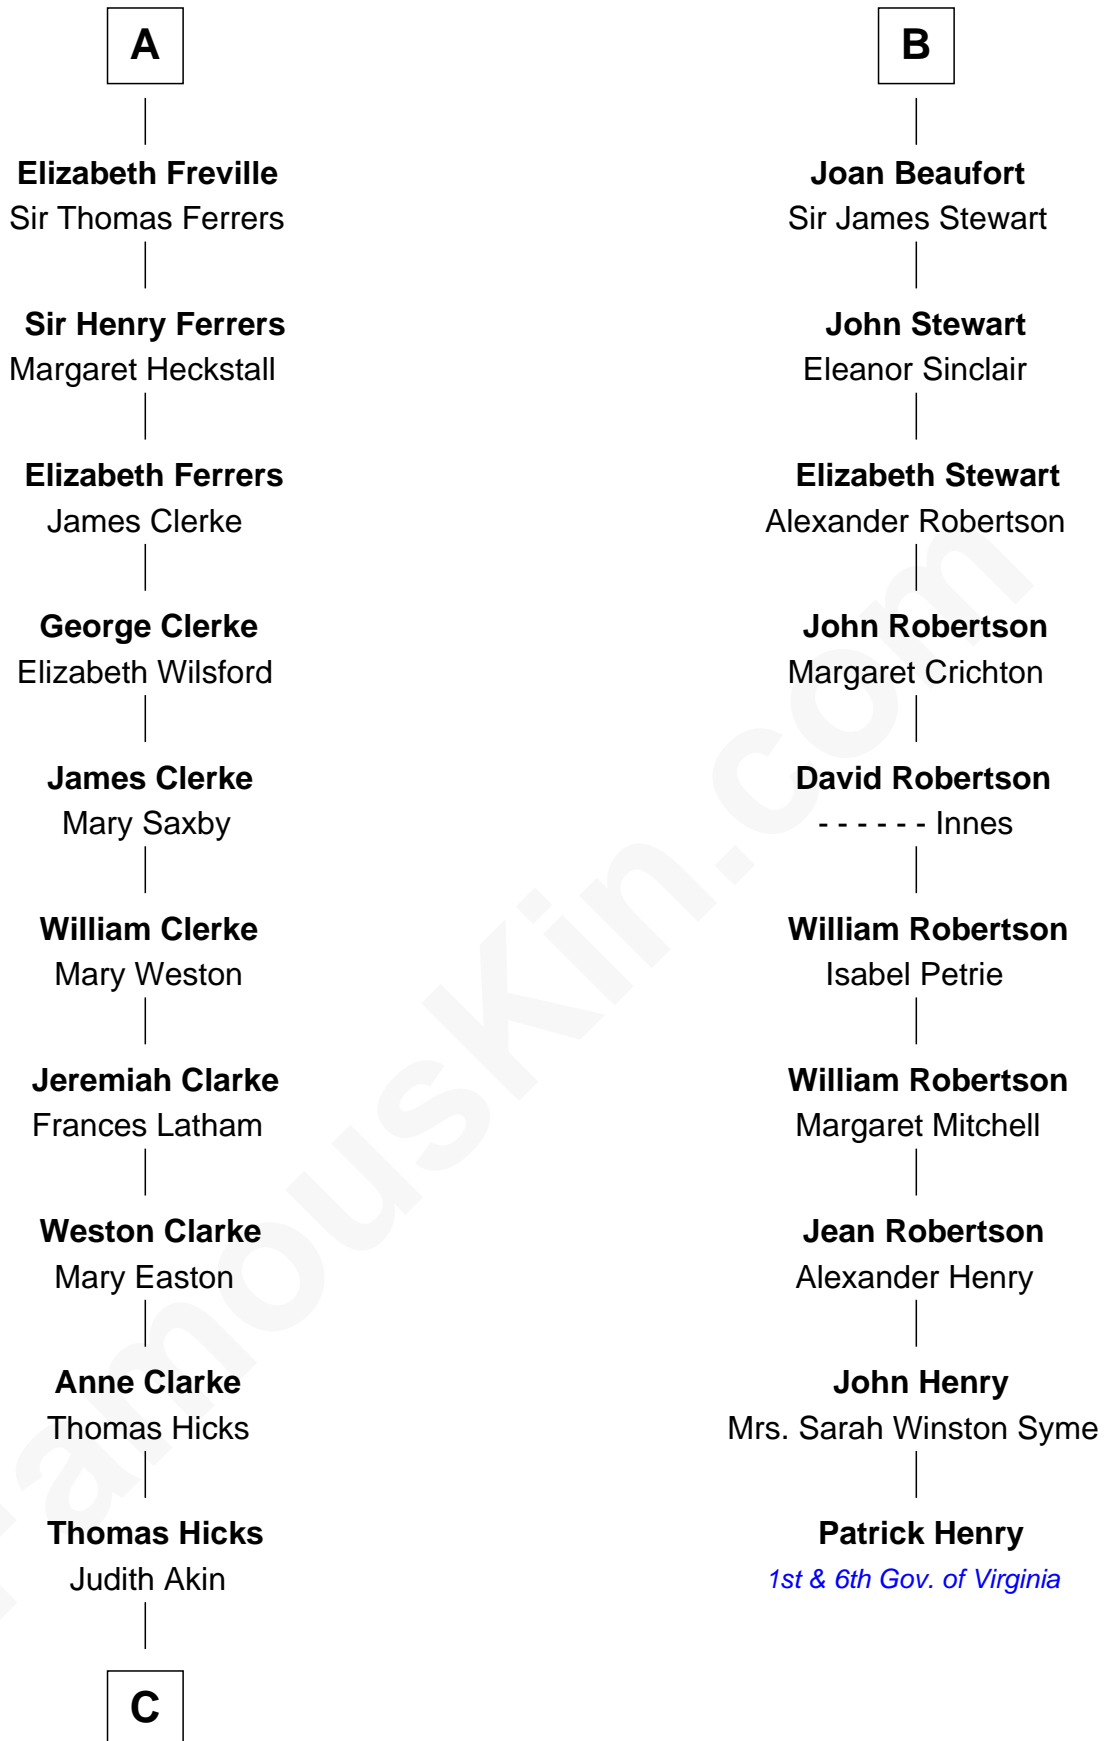 A
Elizabeth Freville
Sir Thomas Ferrers
Sir Henry Ferrers
Margaret Heckstall
Elizabeth Ferrers
James Clerke
George Clerke
Elizabeth Wilsford
James Clerke
Mary Saxby
William Clerke
Mary Weston
Jeremiah Clarke
Frances Latham
Weston Clarke
Mary Easton
Anne Clarke
Thomas Hicks
Thomas Hicks
Judith Akin
C
B
Joan Beaufort
Sir James Stewart
John Stewart
Eleanor Sinclair
Elizabeth Stewart
Alexander Robertson
John Robertson
Margaret Crichton
David Robertson
- - - - - - Innes
William Robertson
Isabel Petrie
William Robertson
Margaret Mitchell
Jean Robertson
Alexander Henry
John Henry
Mrs. Sarah Winston Syme
Patrick Henry
1st & 6th Gov. of Virginia
FamousKin.com